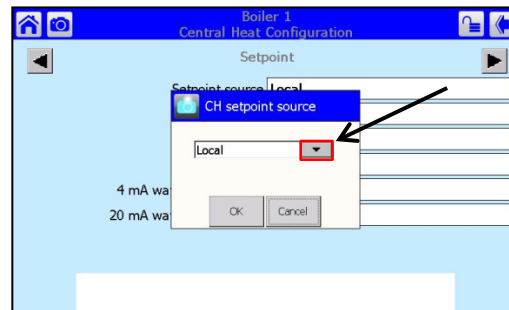 Boiler 1
Central Heat Configuration
Setpoint
Setpoint source Local
CH setpoint source
Local
4 mA wa
20 mA wa
OK Cancel